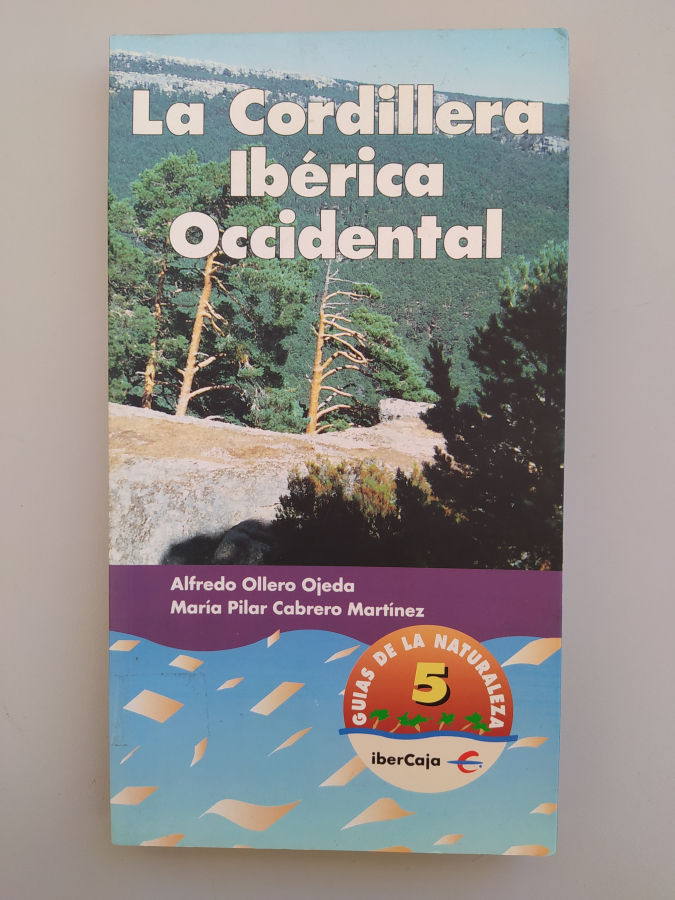 La Cordillera
Ibérica
Occidental
Alfredo Ollero Ojeda
María Pilar Cabrero Martínez
GUIAS DE LA NATURALEZA
5
iberCaja